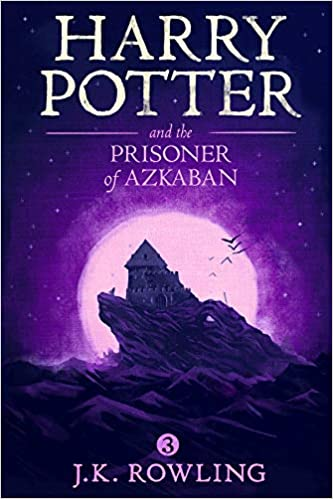 HARRY
POTTER
and the
PRISONER
of AZKABAN
3
J.K. ROWLING